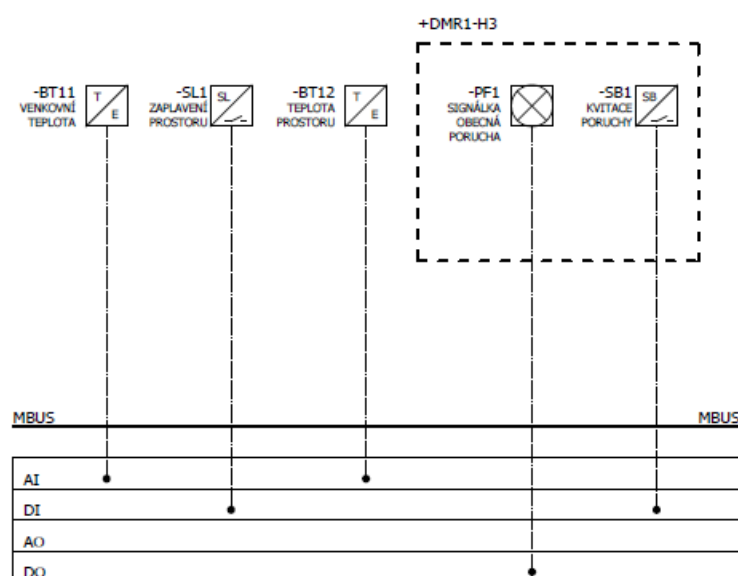 +DMR1-H3
-BT11
VENKOVNÍ
TEPLOTA
T
E
-SL1
ZAPLAVENÍ
PROSTORU
SL
-BT12
TEPLOTA
PROSTORU
T
E
-PF1
SIGNÁLKA
OBECNÁ
PORUCHA
-SB1
KVITACE
PORUCHY
SB
MBUS
MBUS
AI
DI
AO
DO